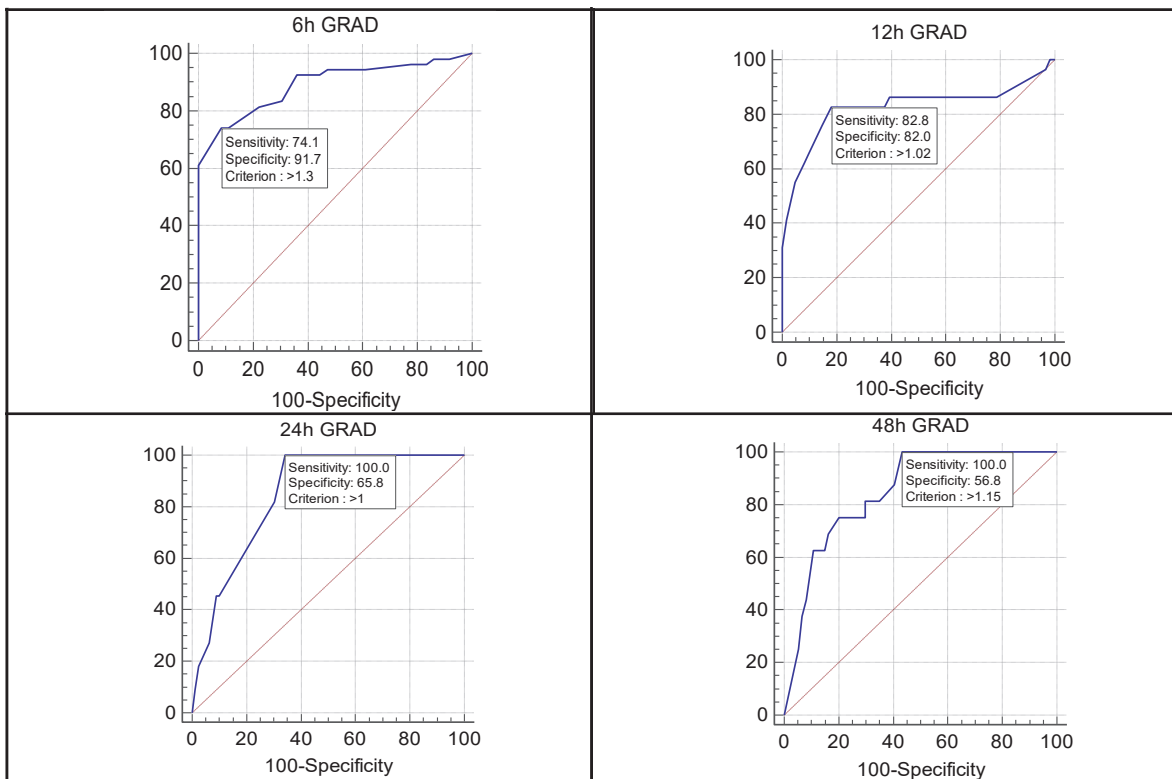 6h GRAD
100
80
60
40
20
0
Sensitivity: 74.1
Specificity: 91.7
Criterion : >1.3
0 20 40 60 80 100
100-Specificity
12h GRAD
100
80
60
40
20
0
Sensitivity: 82.8
Specificity: 82.0
Criterion : >1.02
0 20 40 60 80 100
100-Specificity
24h GRAD
100
80
60
40
20
0
Sensitivity: 100.0
Specificity: 65.8
Criterion : >1
0 20 40 60 80 100
100-Specificity
48h GRAD
100
80
60
40
20
0
Sensitivity: 100.0
Specificity: 56.8
Criterion : >1.15
0 20 40 60 80 100
100-Specificity